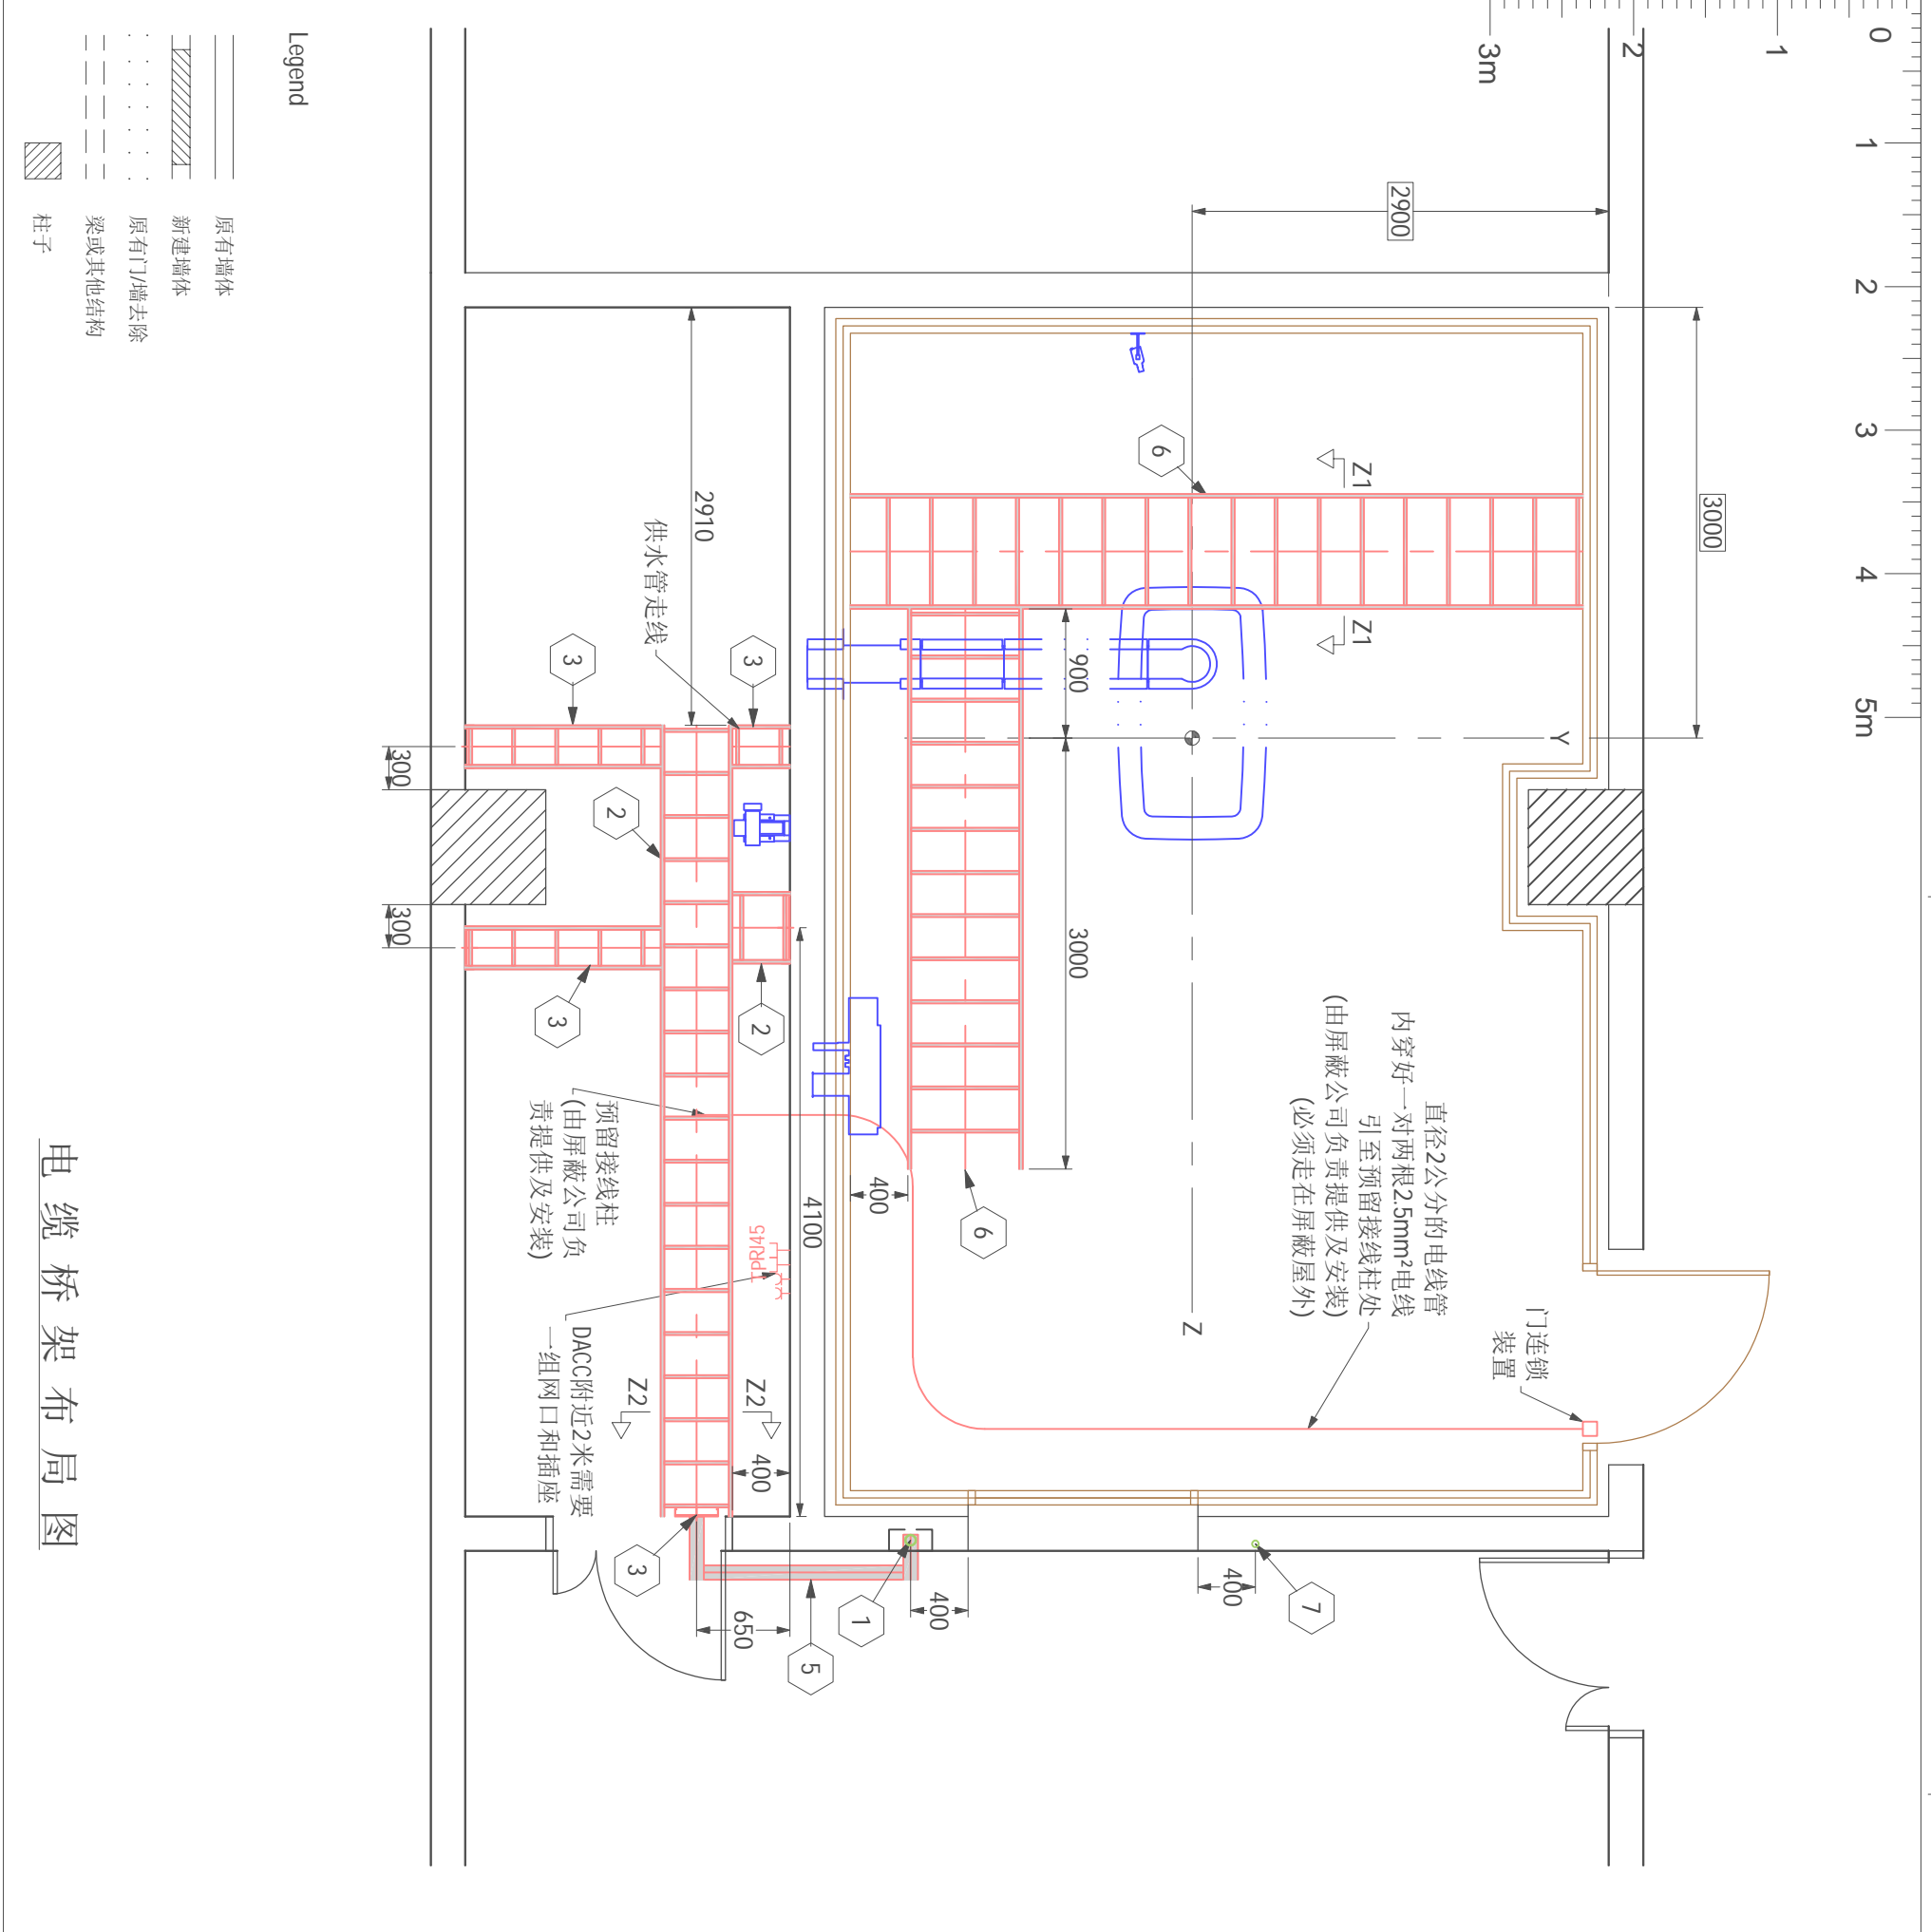 0
1
2
3
4
5m
1
2
3m
3000
2900
门连锁
装置
直径2公分的电线管
内穿好一对两根2.5mm²电线
引至预留接线柱处
(由屏蔽公司负责提供及安装)
(必须走在屏蔽屋外)
Y
Z
Z1
Z1
6
900
3000
6
400
7
400
400
1
5
650
4100
400
1PRJ45
2910
供水管走线
3
3
2
2
3
3
300
300
预留接线柱
(由屏蔽公司负
责提供及安装)
DACC附近2米需要
一组网口和插座
Z2
Z2
Legend
原有墙体
新建墙体
原有门/墙去除
梁或其他结构
柱子
电缆桥架布局图